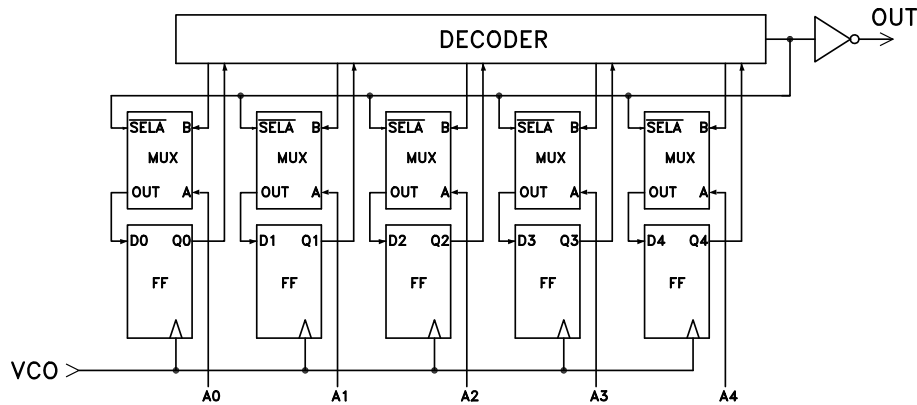 OUT
DECODER
SELA B SELA B SELA B SELA B SELA B
MUX MUX MUX MUX MUX
OUT A OUT A OUT A OUT A OUT A
D0 Q0 D1 Q1 D2 Q2 D3 Q3 D4 Q4
FF FF FF FF FF
VCO
A0 A1 A2 A3 A4